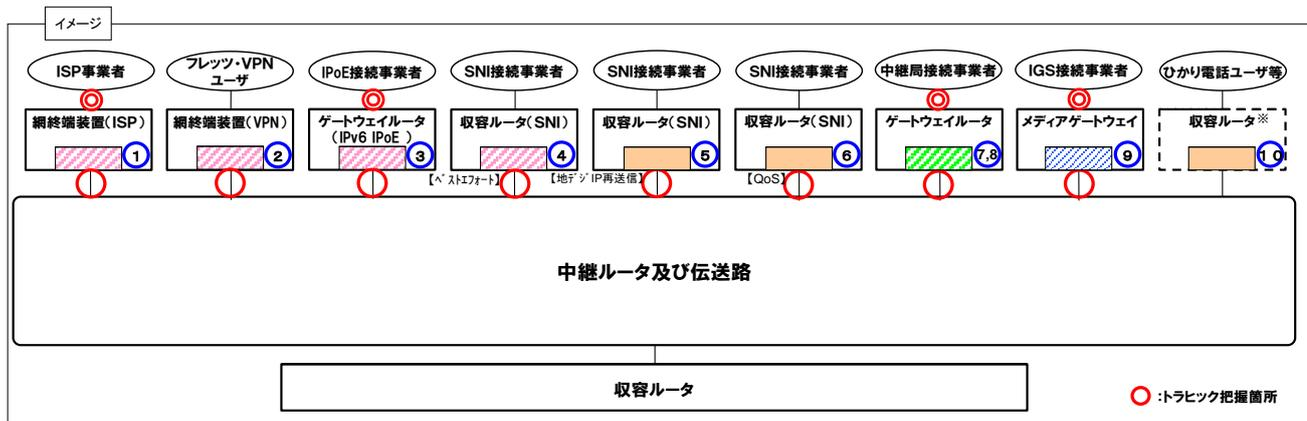 イメージ
ISP事業者
フレッツ・VPN
ユーザ
IPoE接続事業者
SNI接続事業者
SNI接続事業者
SNI接続事業者
中継局接続事業者
IGS接続事業者
ひかり電話ユーザ等
網終端装置(ISP)
網終端装置(VPN)
ゲートウェイルータ
(IPv6 IPoE )
収容ルータ(SNI)
収容ルータ(SNI)
収容ルータ(SNI)
ゲートウェイルータ
メディアゲートウェイ
収容ルータ※
1
2
3
4
5
6
7,8
9
10
【ベストエフォート】
【地デジIP再送信】
【QoS】
中継ルータ及び伝送路
収容ルータ
:トラヒック把握箇所